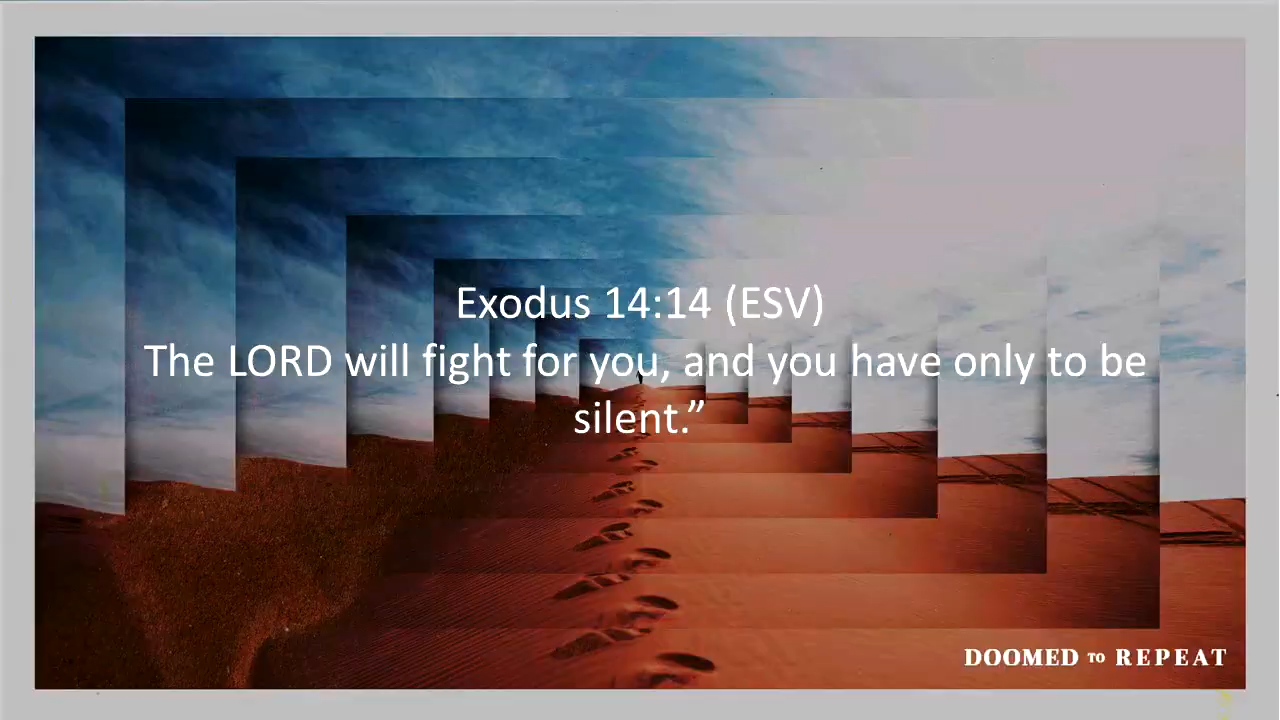 Exodus 14:14 (ESV)
The LORD will fight for you, and you have only to be
silent.”
DOOMED TO REPEAT